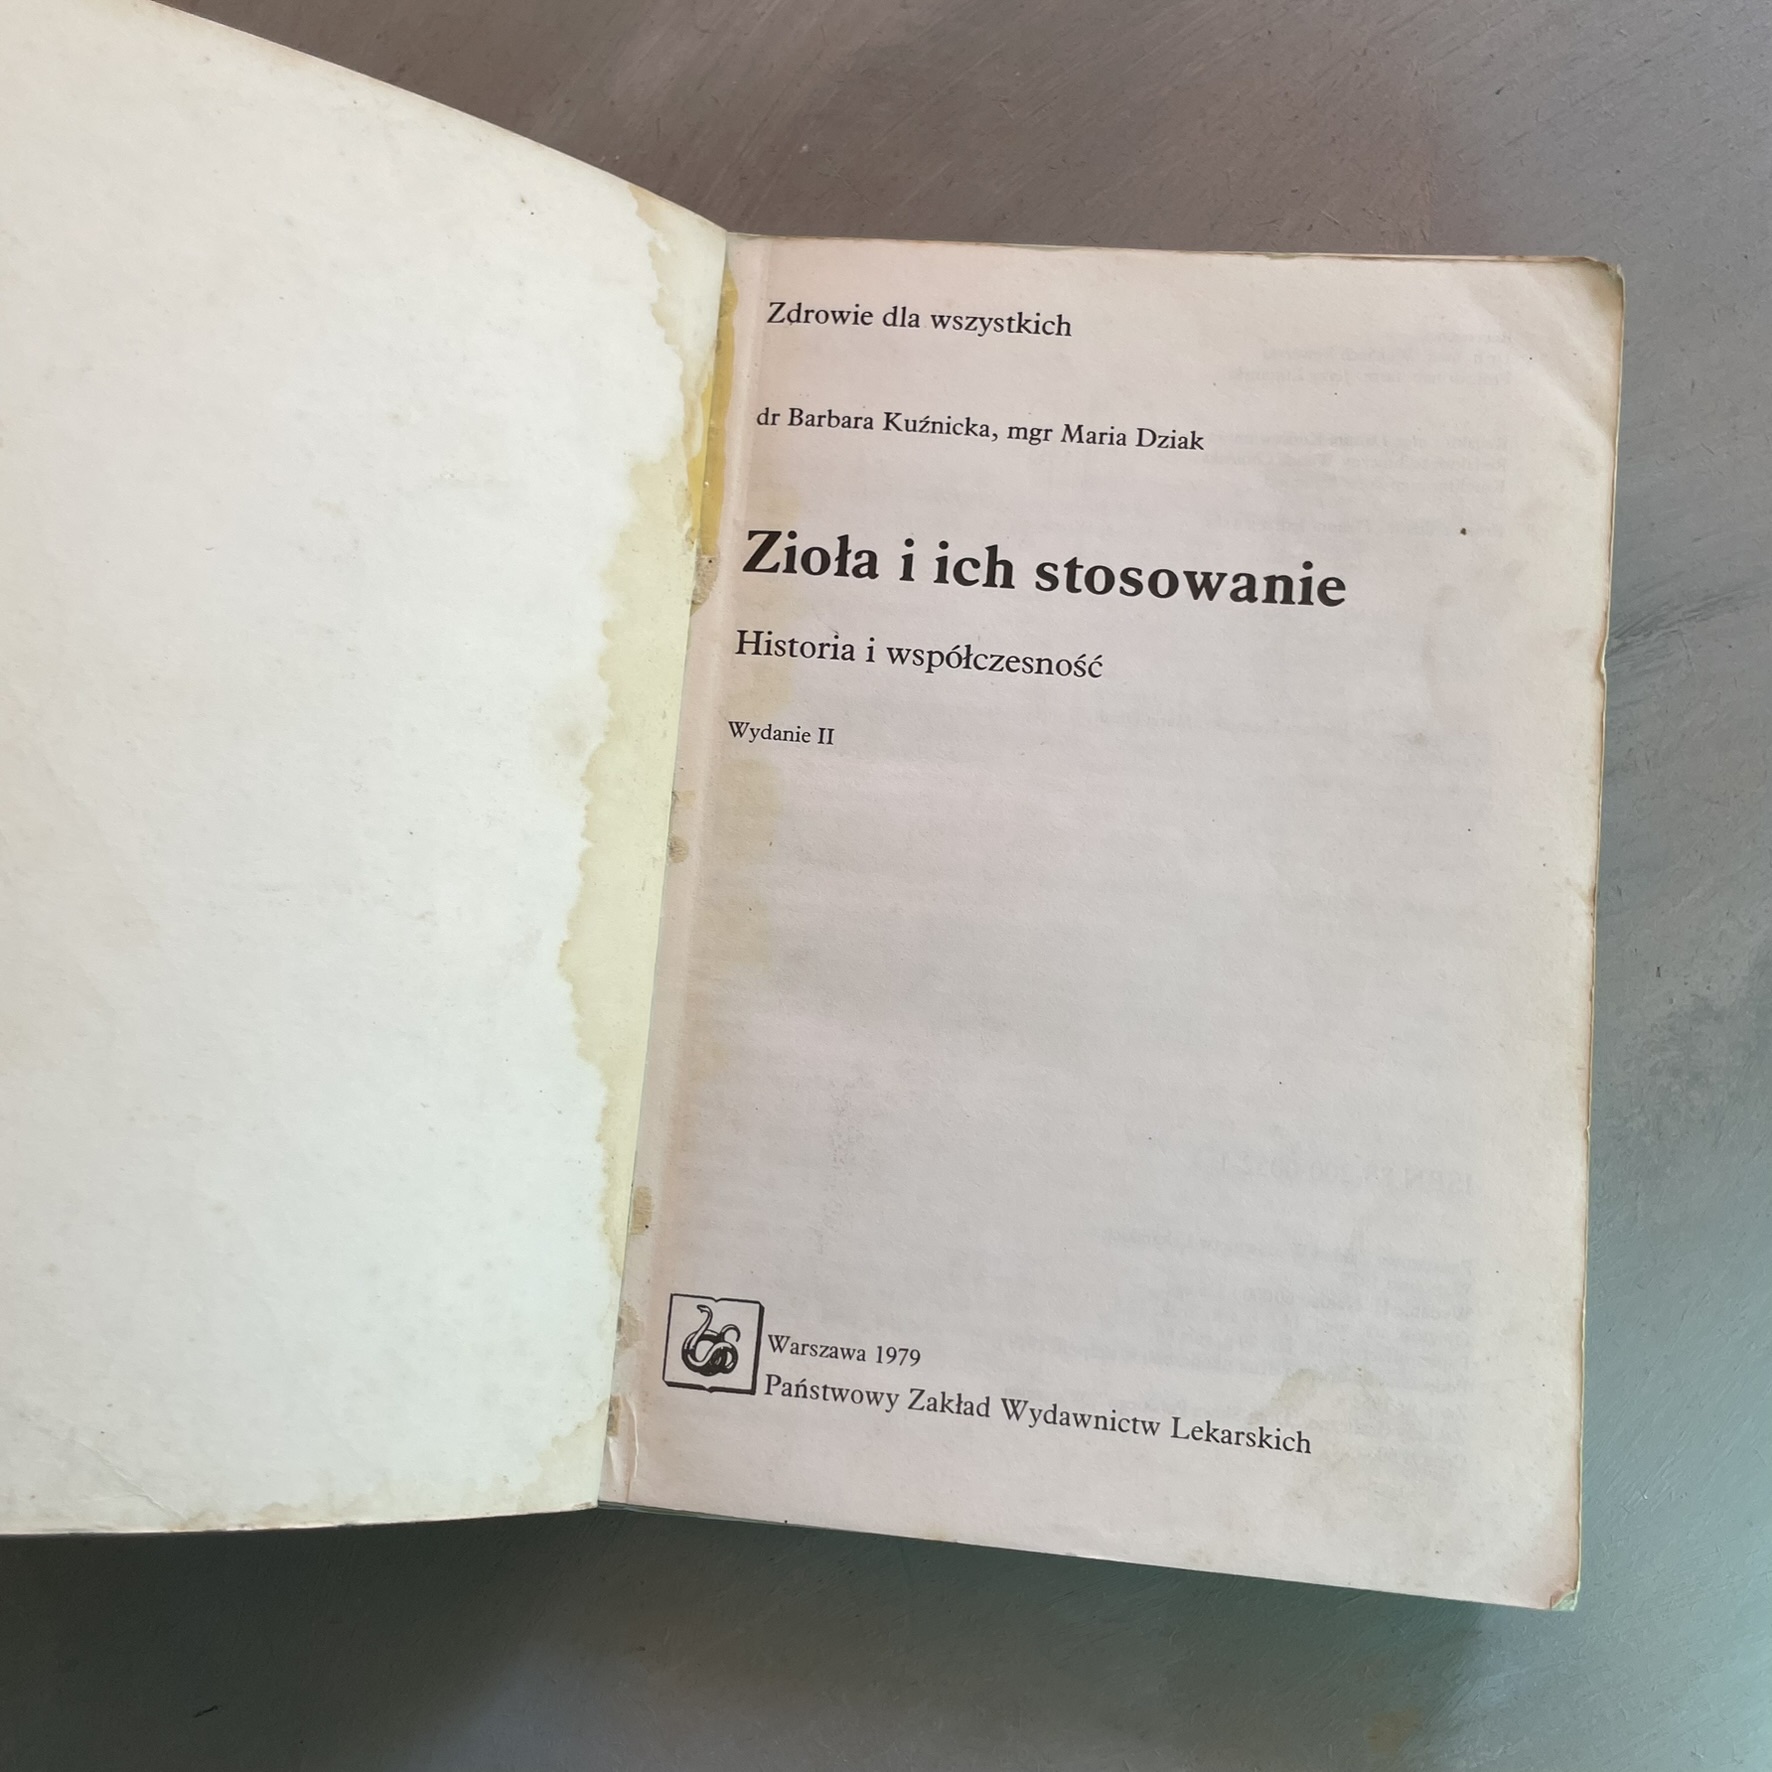 Zdrowie dla wszystkich
dr Barbara Kuźnicka, mgr Maria Dziak
Zioła i ich stosowanie
Historia i współczesność
Wydanie II
Warszawa 1979
Państwowy Zakład Wydawnictw Lekarskich